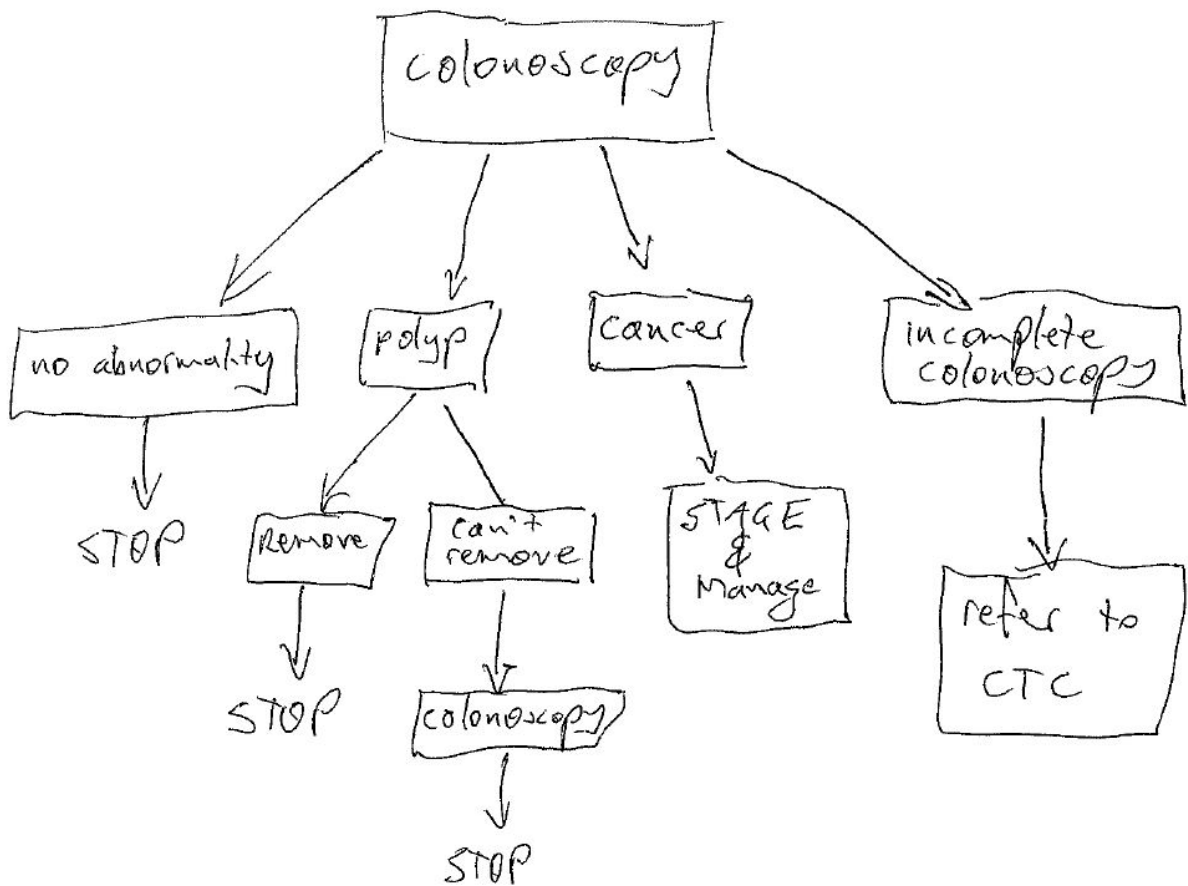 colonoscopy
no abnormality
polyp
cancer
incomplete
colonoscopy
STOP
Remove
can't
remove
STAGE
&
Manage
refer to
CTC
STOP
colonoscopy
STOP